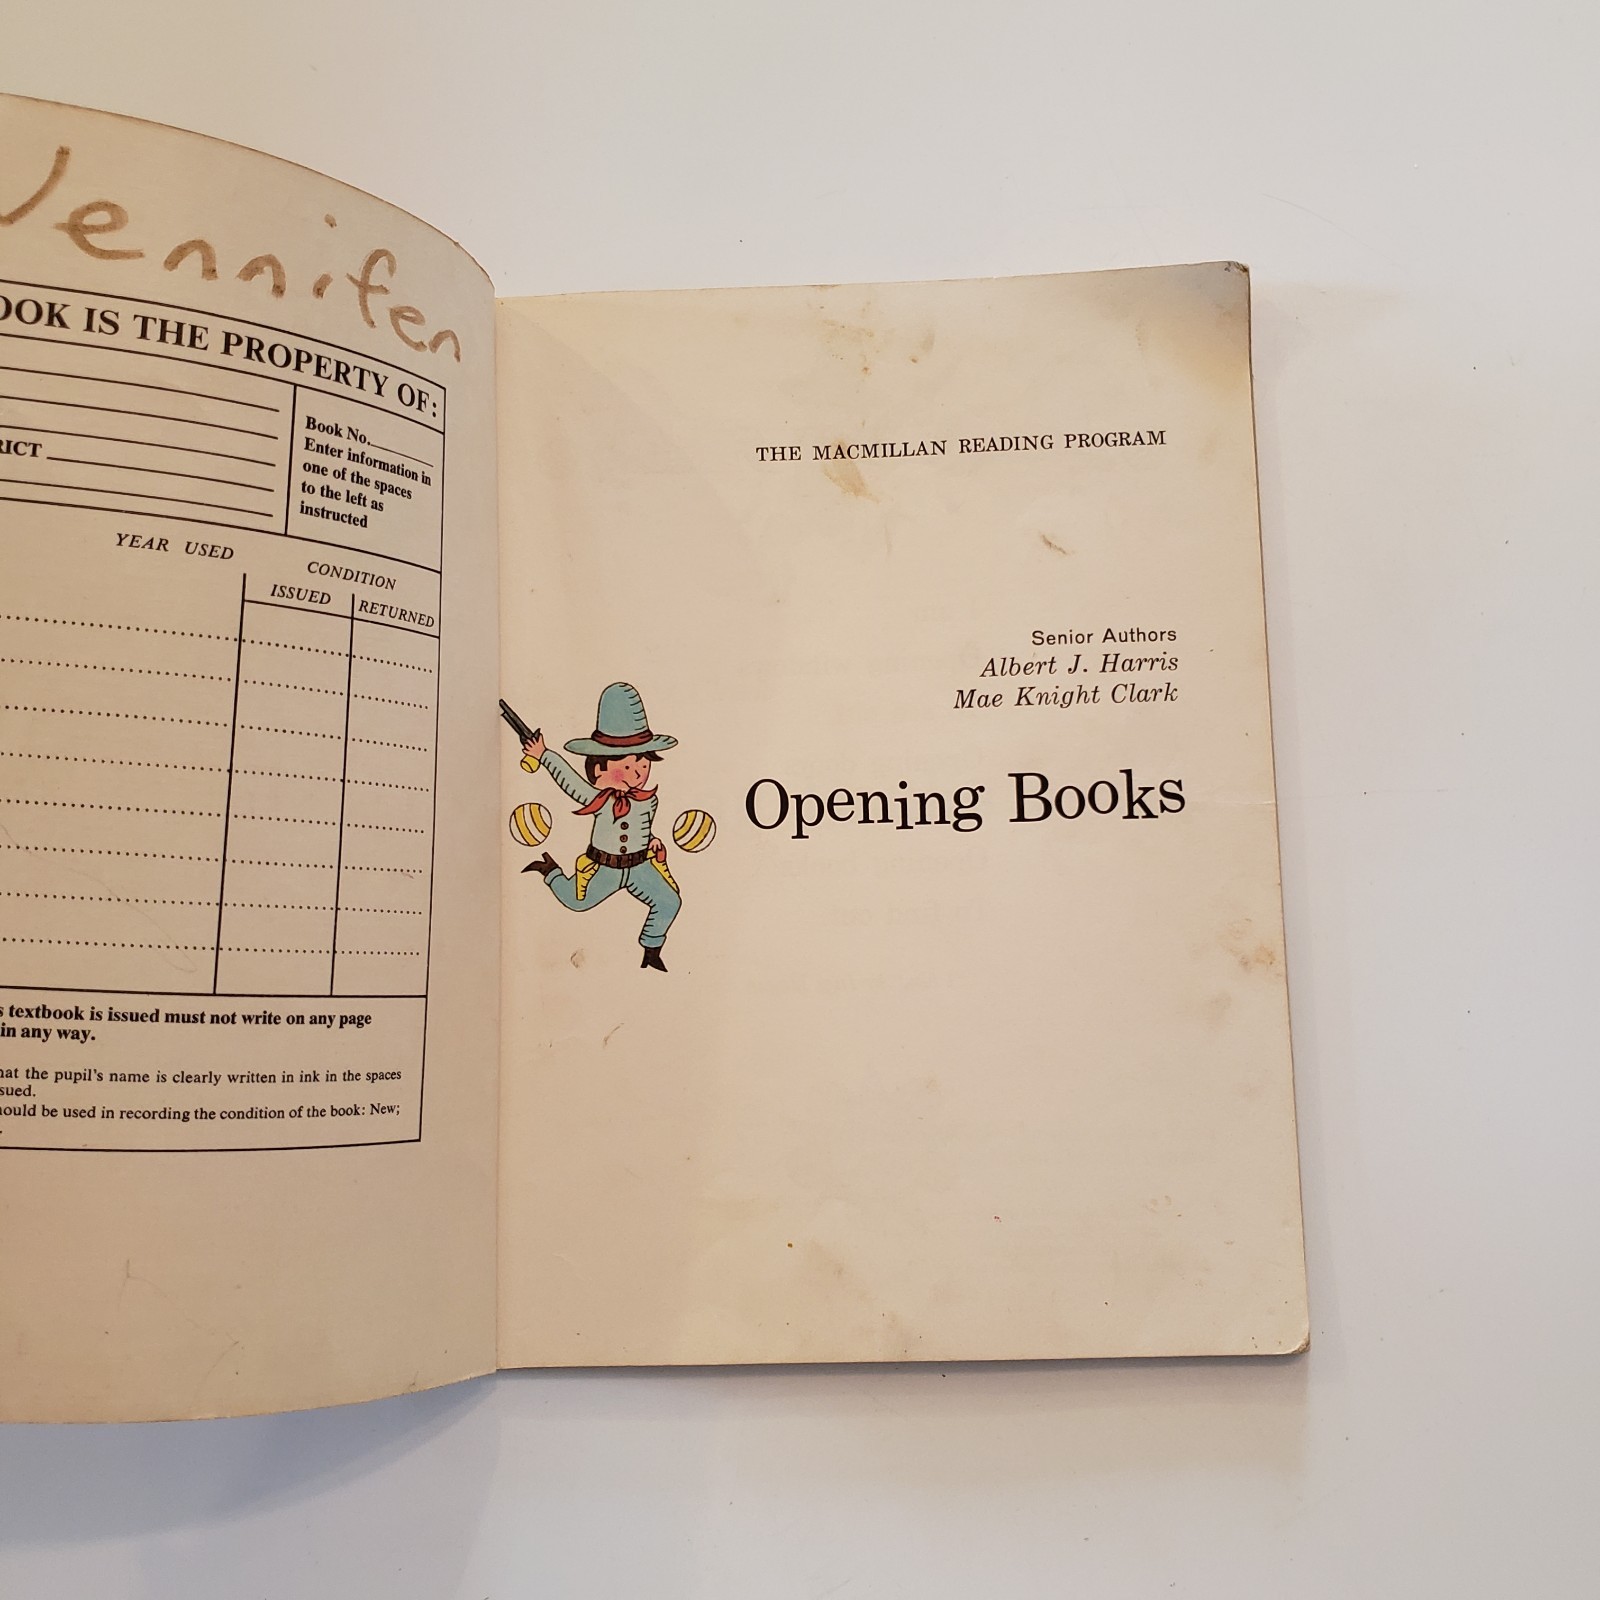 Jennifer
OOK IS THE PROPERTY OF:
Book No.
Enter information in
one of the spaces
to the left as
instructed
RICT
YEAR USED
CONDITION
ISSUED
RETURNED
s textbook is issued must not write on any page
in any way.
hat the pupil's name is clearly written in ink in the spaces
sued.
hould be used in recording the condition of the book: New;
THE MACMILLAN READING PROGRAM
Senior Authors
Albert J. Harris
Mae Knight Clark
Opening Books